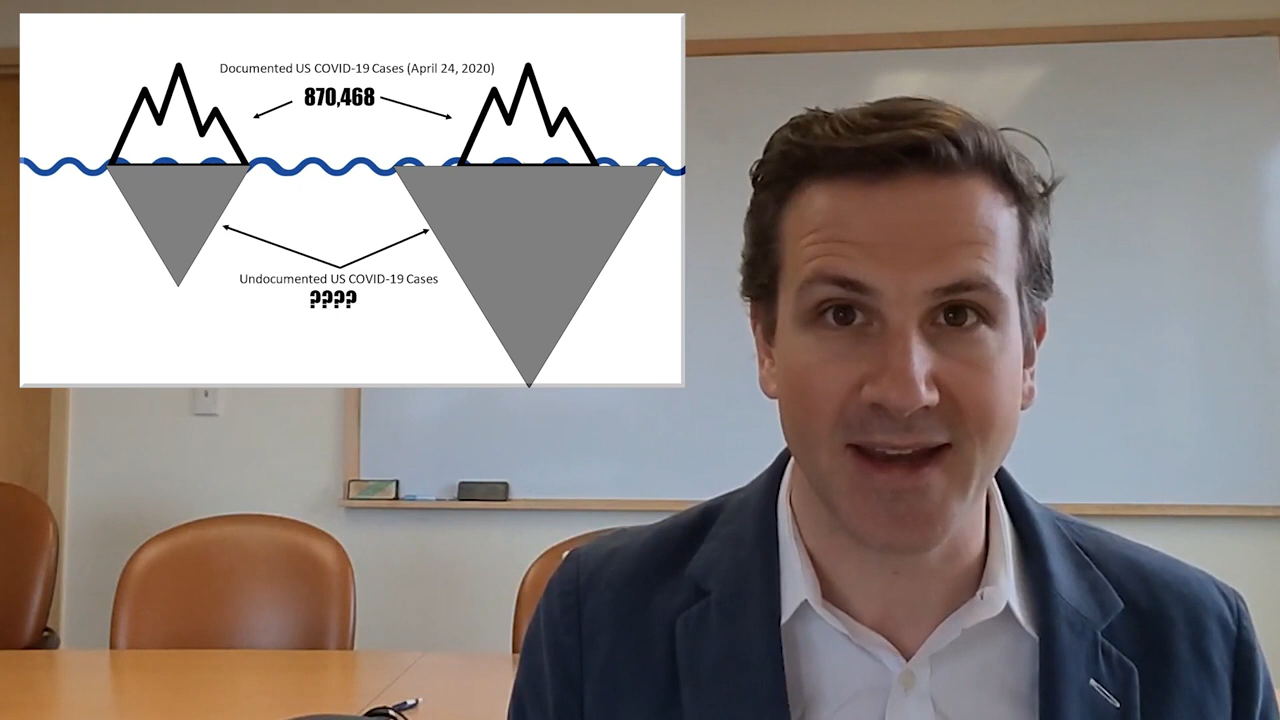 Documented US COVID-19 Cases (April 24, 2020)
870,468
Undocumented US COVID-19 Cases
????